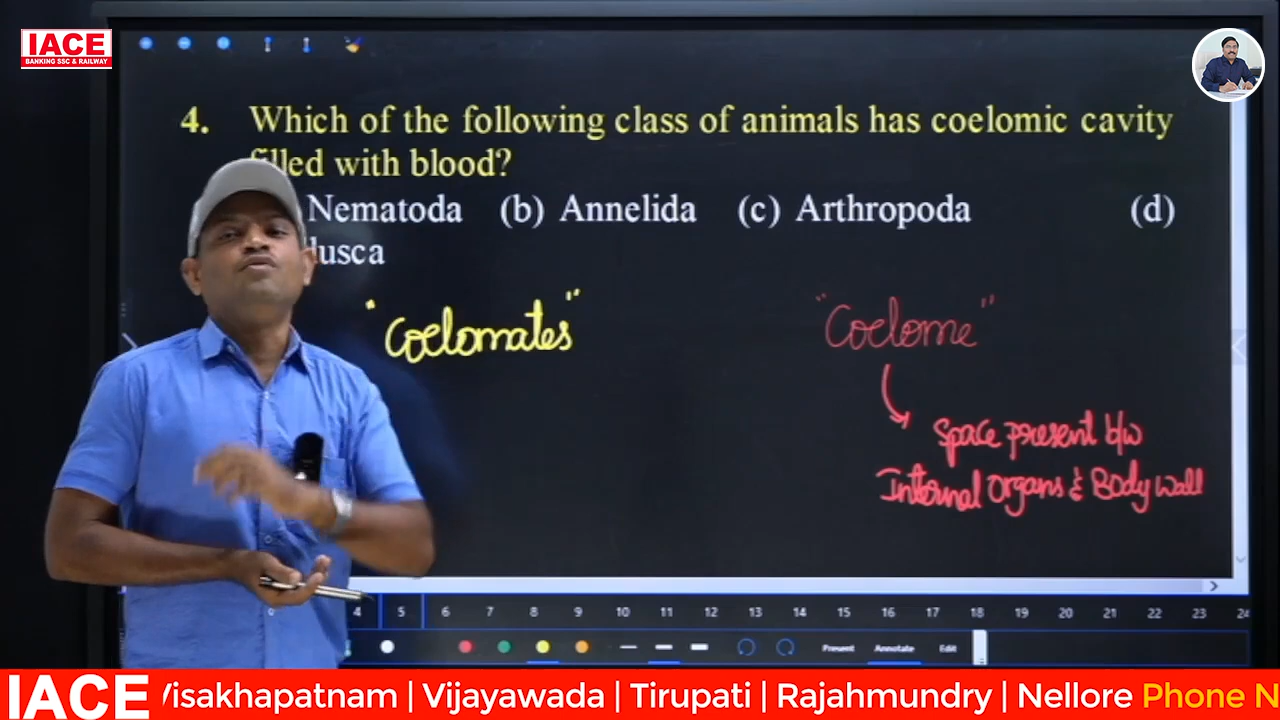 IACE
BANKING SSC & RAILWAY
4. Which of the following class of animals has coelomic cavity
filled with blood?
Nematoda (b) Annelida (c) Arthropoda (d)
lusca
"Coelomates"
"Coelome"
Space present b/w
Internal organs & Body wall
4 5 6 7 8 9 10 11 12 13 14 15 16 17 18 19 20 21 22 23 24
Present Annotate Edit
IACE Visakhapatnam | Vijayawada | Tirupati | Rajahmundry | Nellore Phone N